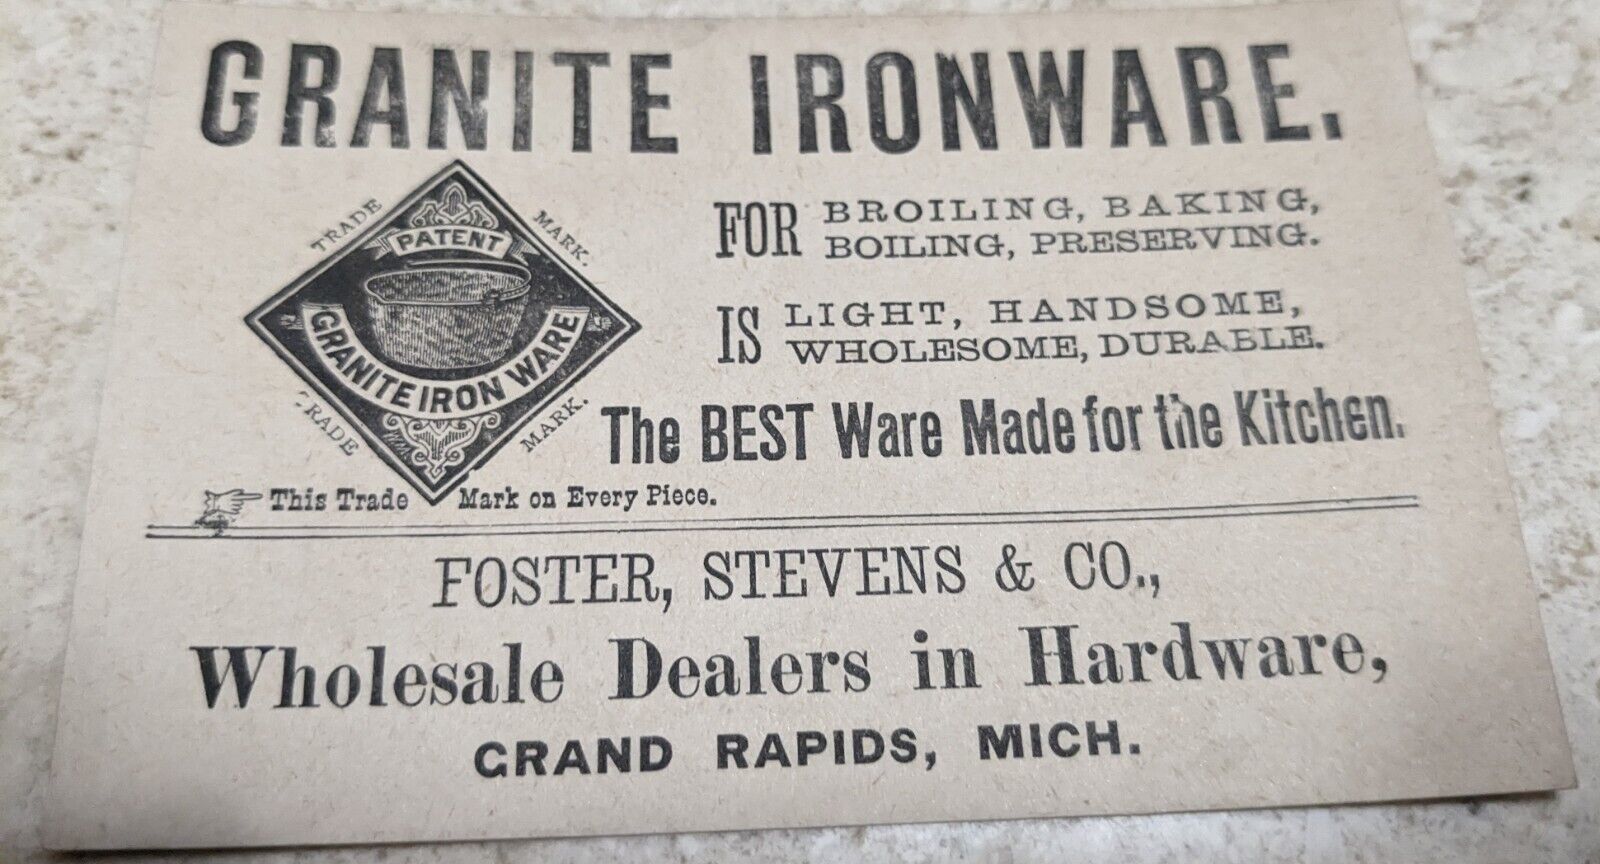 GRANITE IRONWARE.
TRADE MARK.
PATENT
GRANITE IRON WARE
TRADE MARK.
FOR BROILING, BAKING,
BOILING, PRESERVING.
IS LIGHT, HANDSOME,
WHOLESOME, DURABLE.
The BEST Ware Made for the Kitchen.
This Trade Mark on Every Piece.
FOSTER, STEVENS & CO.,
Wholesale Dealers in Hardware,
GRAND RAPIDS, MICH.